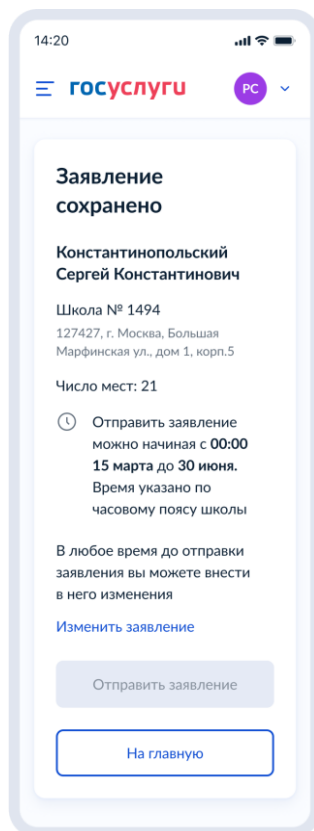 14:20
госуслуги
РС
Заявление
сохранено
Константинопольский
Сергей Константинович
Школа № 1494
127427, г. Москва, Большая
Марфинская ул., дом 1, корп.5
Число мест: 21
Отправить заявление
можно начиная с 00:00
15 марта до 30 июня.
Время указано по
часовому поясу школы
В любое время до отправки
заявления вы можете внести
в него изменения
Изменить заявление
Отправить заявление
На главную